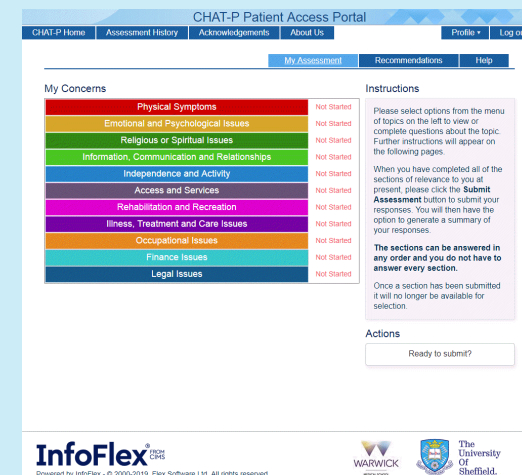 CHAT-P Patient Access Portal
CHAT-P Home Assessment History Acknowledgements About Us Profile Log
My Assessment Recommendations Help
My Concerns
Physical Symptoms Not Started
Emotional and Psychological Issues Not Started
Religious or Spiritual Issues Not Started
Information, Communication and Relationships Not Started
Independence and Activity Not Started
Access and Services Not Started
Rehabilitation and Recreation Not Started
Illness, Treatment and Care Issues Not Started
Occupational Issues Not Started
Finance Issues Not Started
Legal Issues Not Started
Instructions
Please select options from the menu
of topics on the left to view or
complete questions about the topic.
Further instructions will appear on
the following pages.
When you have completed all of the
sections of relevance to you at
present, please click the Submit
Assessment button to submit your
responses. You will then have the
option to generate a summary of
your responses.
The sections can be answered in
any order and you do not have to
answer every section.
Once a section has been submitted
it will no longer be available for
selection.
Actions
Ready to submit?
InfoFlex FROM CIMS
Powered by InfoFlex - © 2000-2019, Flex Software Ltd. All rights reserved
WARWICK
The
University
Of
Sheffield.